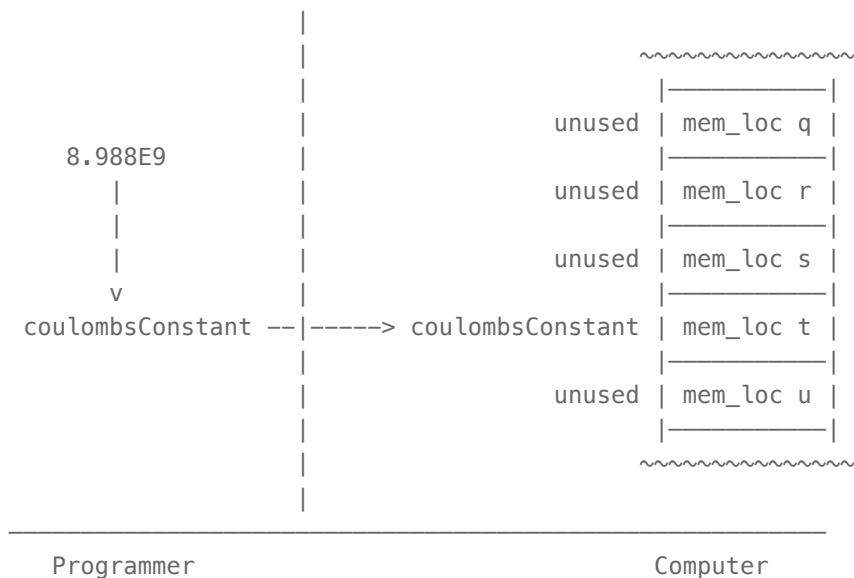 unused | mem_loc q |
8.988E9
unused | mem_loc r |
unused | mem_loc s |
v
coulombsConstant --|-----> coulombsConstant | mem_loc t |
unused | mem_loc u |
Programmer Computer